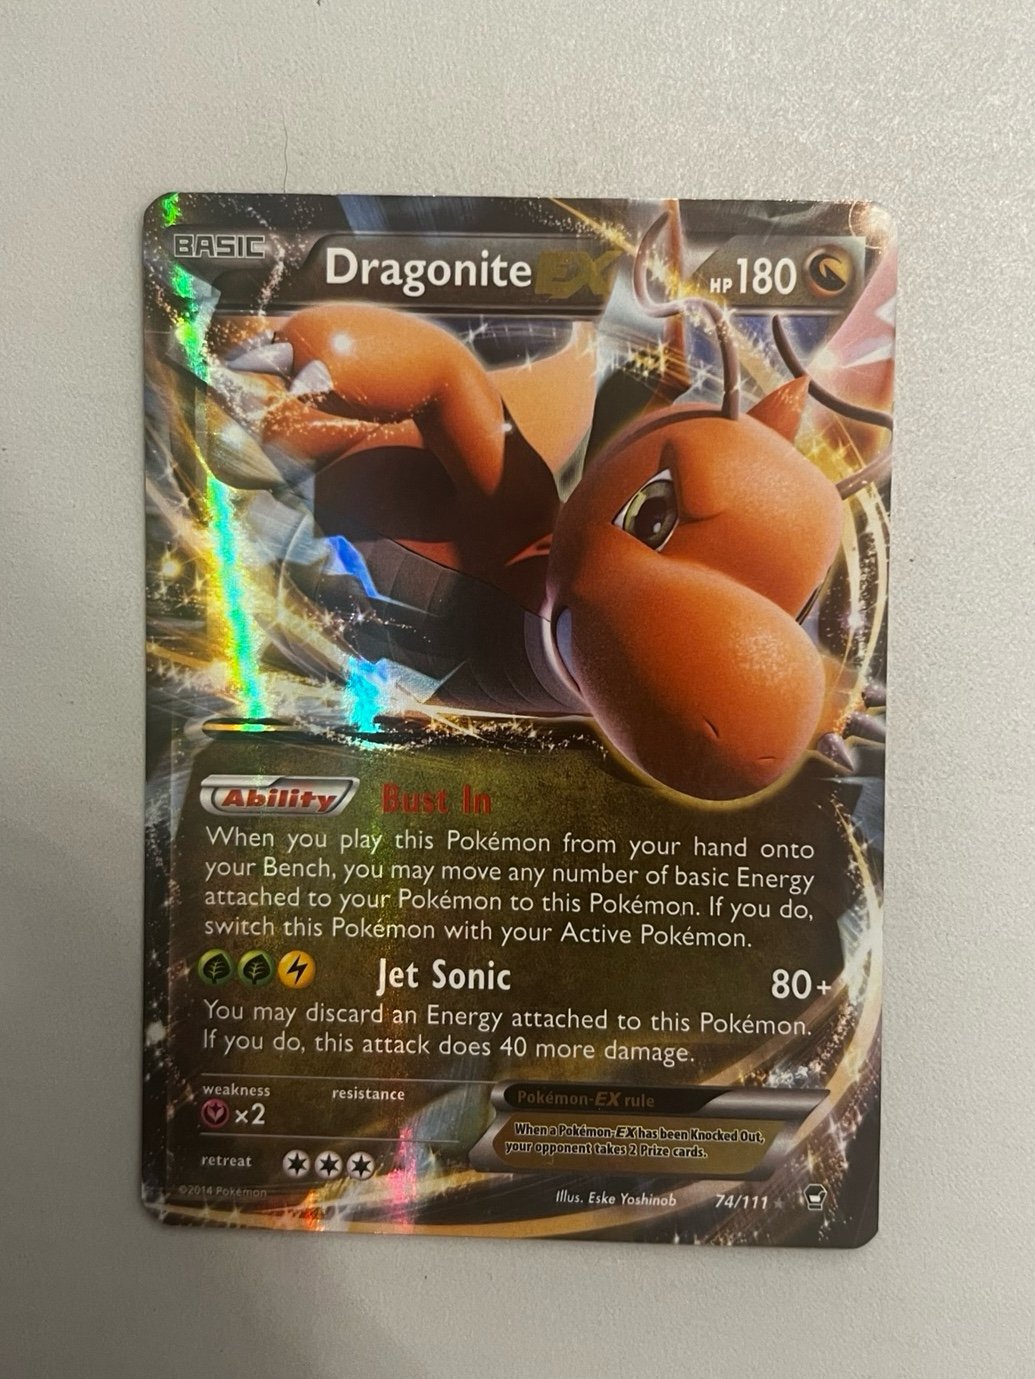 BASIC
Dragonite EX HP 180
Ability Bust In
When you play this Pokémon from your hand onto
your Bench, you may move any number of basic Energy
attached to your Pokémon to this Pokémon. If you do,
switch this Pokémon with your Active Pokémon.
Jet Sonic 80+
You may discard an Energy attached to this Pokémon.
If you do, this attack does 40 more damage.
weakness resistance
×2
Pokémon-EX rule
When a Pokémon-EX has been Knocked Out,
your opponent takes 2 Prize cards.
retreat
©2014 Pokémon
Illus. Eske Yoshinob 74/111